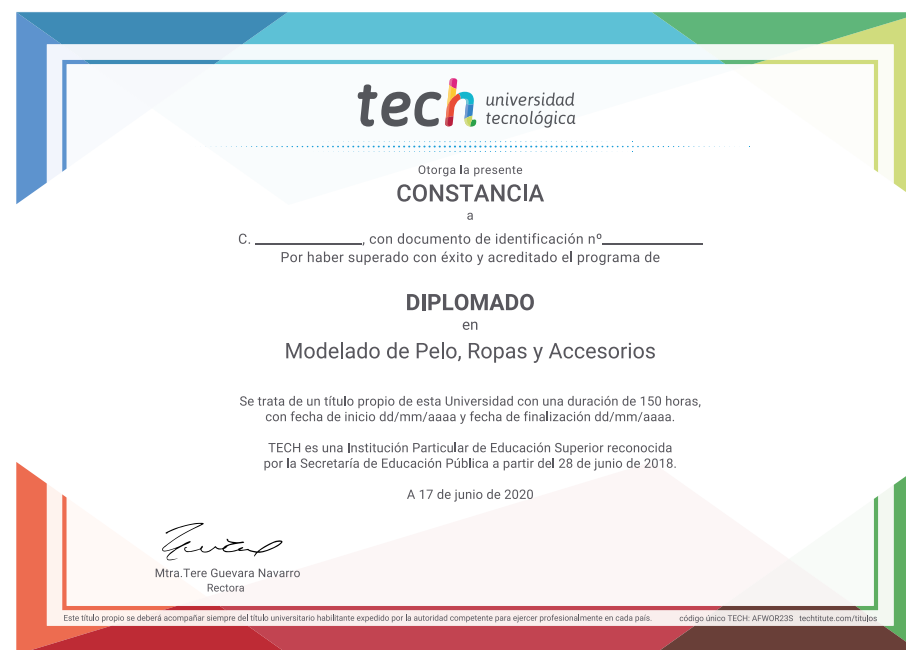 tech universidad
tecnológica
Otorga la presente
CONSTANCIA
a
C. ____________, con documento de identificación nº____________
Por haber superado con éxito y acreditado el programa de
DIPLOMADO
en
Modelado de Pelo, Ropas y Accesorios
Se trata de un título propio de esta Universidad con una duración de 150 horas,
con fecha de inicio dd/mm/aaaa y fecha de finalización dd/mm/aaaa.
TECH es una Institución Particular de Educación Superior reconocida
por la Secretaría de Educación Pública a partir del 28 de junio de 2018.
A 17 de junio de 2020
Mtra.Tere Guevara Navarro
Rectora
Este título propio se deberá acompañar siempre del título universitario habilitante expedido por la autoridad competente para ejercer profesionalmente en cada país. código único TECH: AFWOR23S techtitute.com/titulos